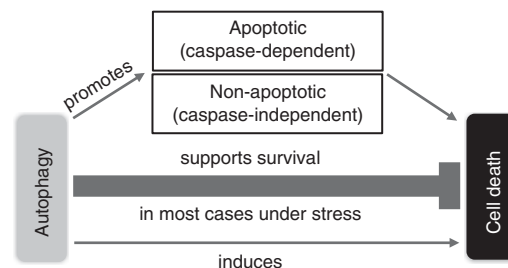 Apoptotic
(caspase-dependent)
promotes
Non-apoptotic
(caspase-independent)
Autophagy
supports survival
in most cases under stress
Cell death
induces